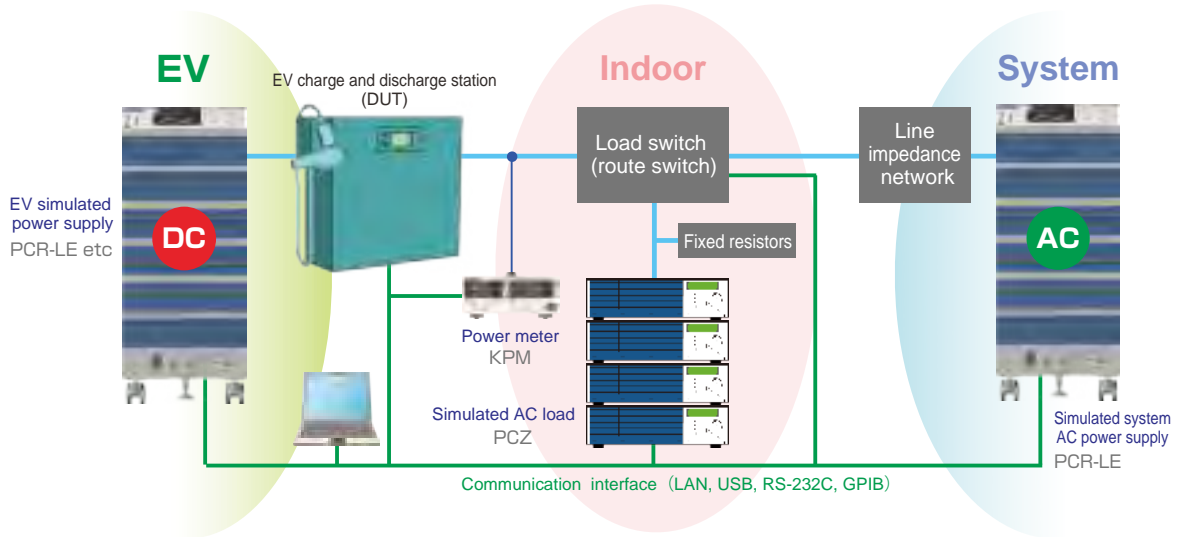 EV
Indoor
System
EV charge and discharge station
(DUT)
Load switch
(route switch)
Line
impedance
network
EV simulated
power supply
PCR-LE etc
DC
AC
Fixed resistors
Power meter
KPM
Simulated AC load
PCZ
Simulated system
AC power supply
PCR-LE
Communication interface（LAN, USB, RS-232C, GPIB）